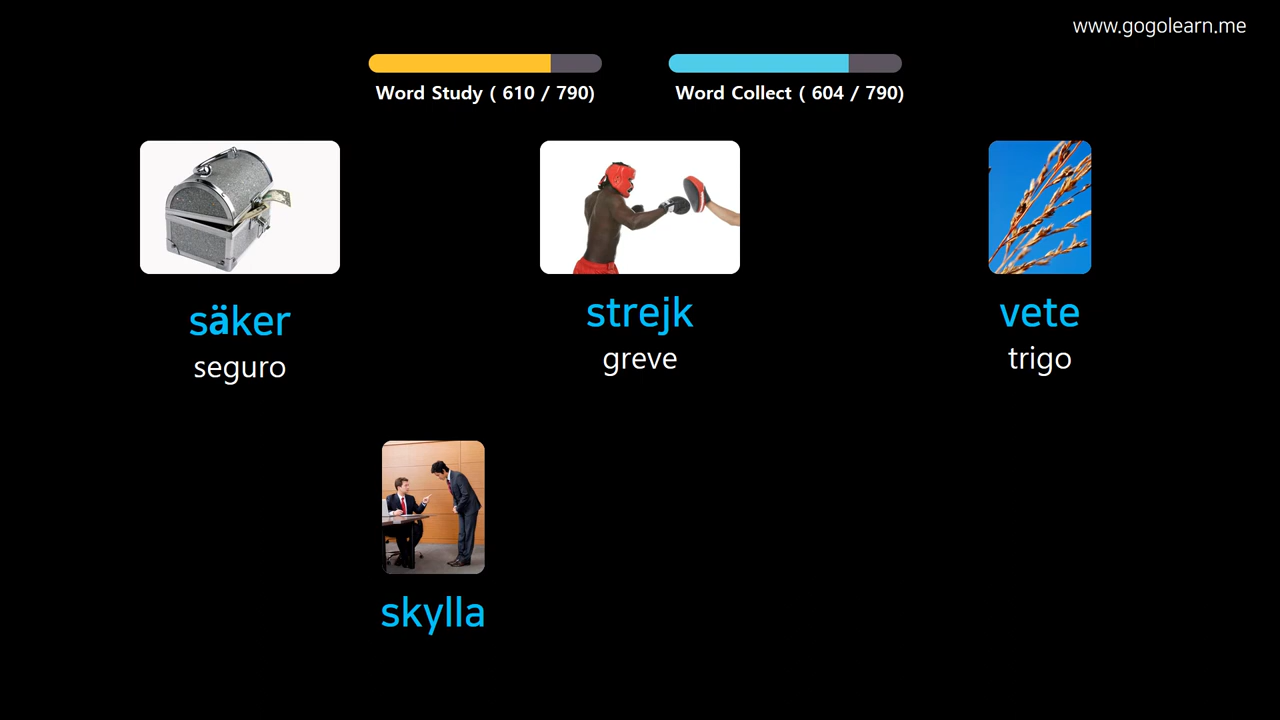 www.gogolearn.me
Word Study ( 610 / 790)
Word Collect ( 604 / 790)
säker
seguro
strejk
greve
vete
trigo
skylla